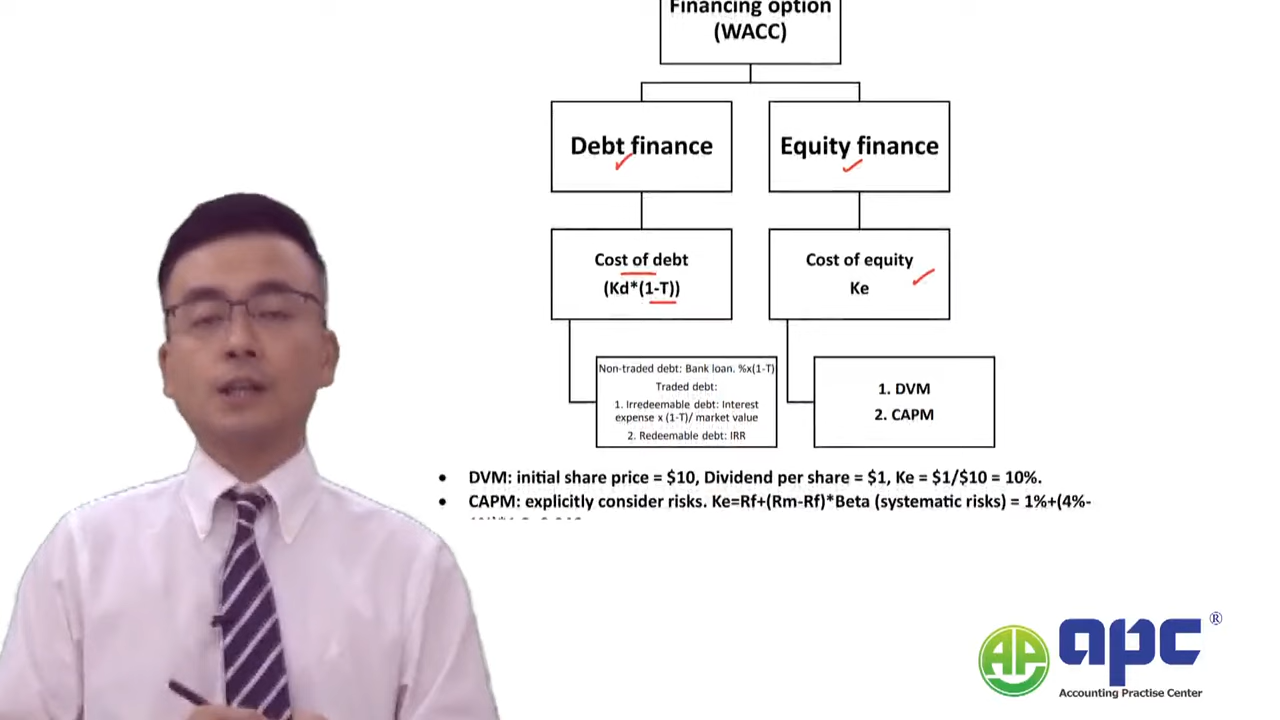 Financing option
(WACC)
Debt finance
Equity finance
Cost of debt
(Kd*(1-T))
Cost of equity
Ke
Non-traded debt: Bank loan. %x(1-T)
Traded debt:
1. Irredeemable debt: Interest
expense x (1-T)/ market value
2. Redeemable debt: IRR
1. DVM
2. CAPM
• DVM: initial share price = $10, Dividend per share = $1, Ke = $1/$10 = 10%.
• CAPM: explicitly consider risks. Ke=Rf+(Rm-Rf)*Beta (systematic risks) = 1%+(4%-
AP
apc®
Accounting Practise Center